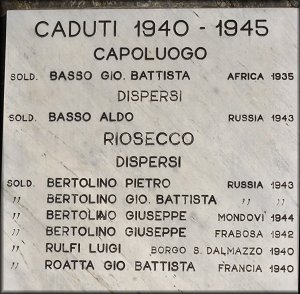 CADUTI 1940 - 1945
CAPOLUOGO
SOLD. BASSO GIO. BATTISTA AFRICA 1935
DISPERSI
SOLD. BASSO ALDO RUSSIA 1943
RIOSECCO
DISPERSI
SOLD. BERTOLINO PIETRO RUSSIA 1943
" BERTOLINO GIO. BATTISTA " "
" BERTOLINO GIUSEPPE MONDOVÌ 1944
" BERTOLINO GIUSEPPE FRABOSA 1942
" RULFI LUIGI BORGO S. DALMAZZO 1940
" ROATTA GIO BATTISTA FRANCIA 1940